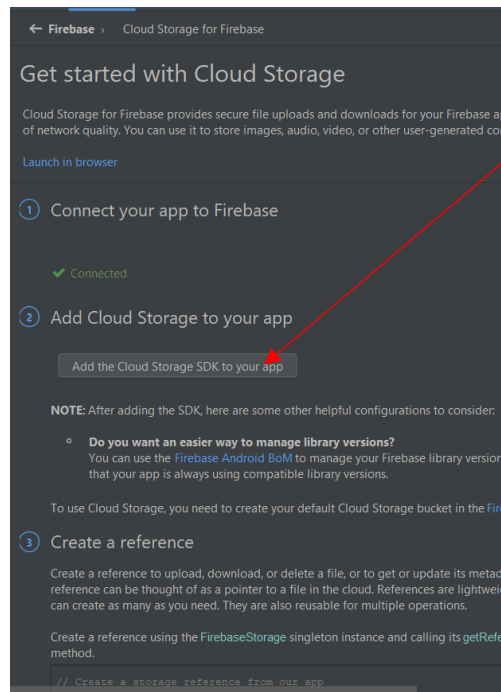 ← Firebase › Cloud Storage for Firebase
Get started with Cloud Storage
Cloud Storage for Firebase provides secure file uploads and downloads for your Firebase
of network quality. You can use it to store images, audio, video, or other user-generated
Launch in browser
1 Connect your app to Firebase
✔ Connected
2 Add Cloud Storage to your app
Add the Cloud Storage SDK to your app
NOTE: After adding the SDK, here are some other helpful configurations to consider:
Do you want an easier way to manage library versions?
You can use the Firebase Android BoM to manage your Firebase library version
that your app is always using compatible library versions.
To use Cloud Storage, you need to create your default Cloud Storage bucket in the
3 Create a reference
Create a reference to upload, download, or delete a file, or to get or update its
reference can be thought of as a pointer to a file in the cloud. References are
can create as many as you need. They are also reusable for multiple operations.
Create a reference using the FirebaseStorage singleton instance and calling its
method.
// Create a storage reference from our app